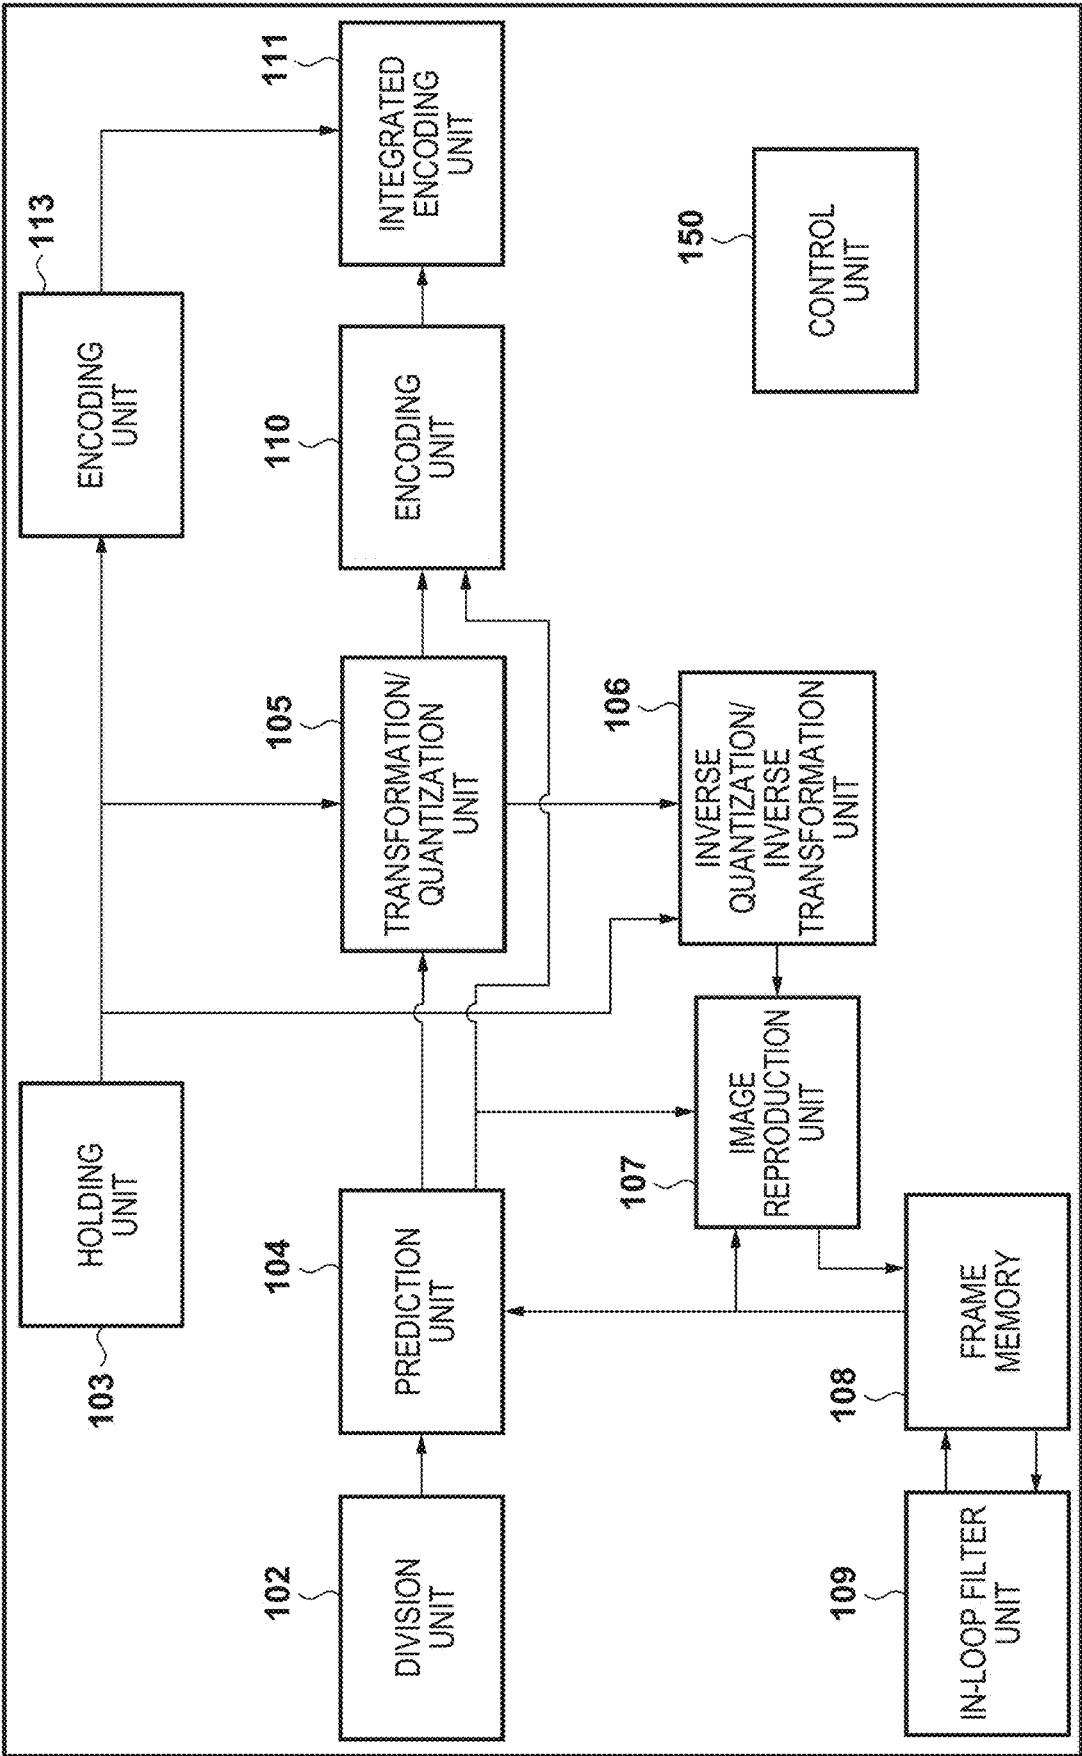 103
HOLDING
UNIT
113
ENCODING
UNIT
102
DIVISION
UNIT
104
PREDICTION
UNIT
105
TRANSFORMATION/
QUANTIZATION
UNIT
110
ENCODING
UNIT
111
INTEGRATED
ENCODING
UNIT
107
IMAGE
REPRODUCTION
UNIT
106
INVERSE
QUANTIZATION/
INVERSE
TRANSFORMATION
UNIT
150
CONTROL
UNIT
109
IN-LOOP FILTER
UNIT
108
FRAME
MEMORY